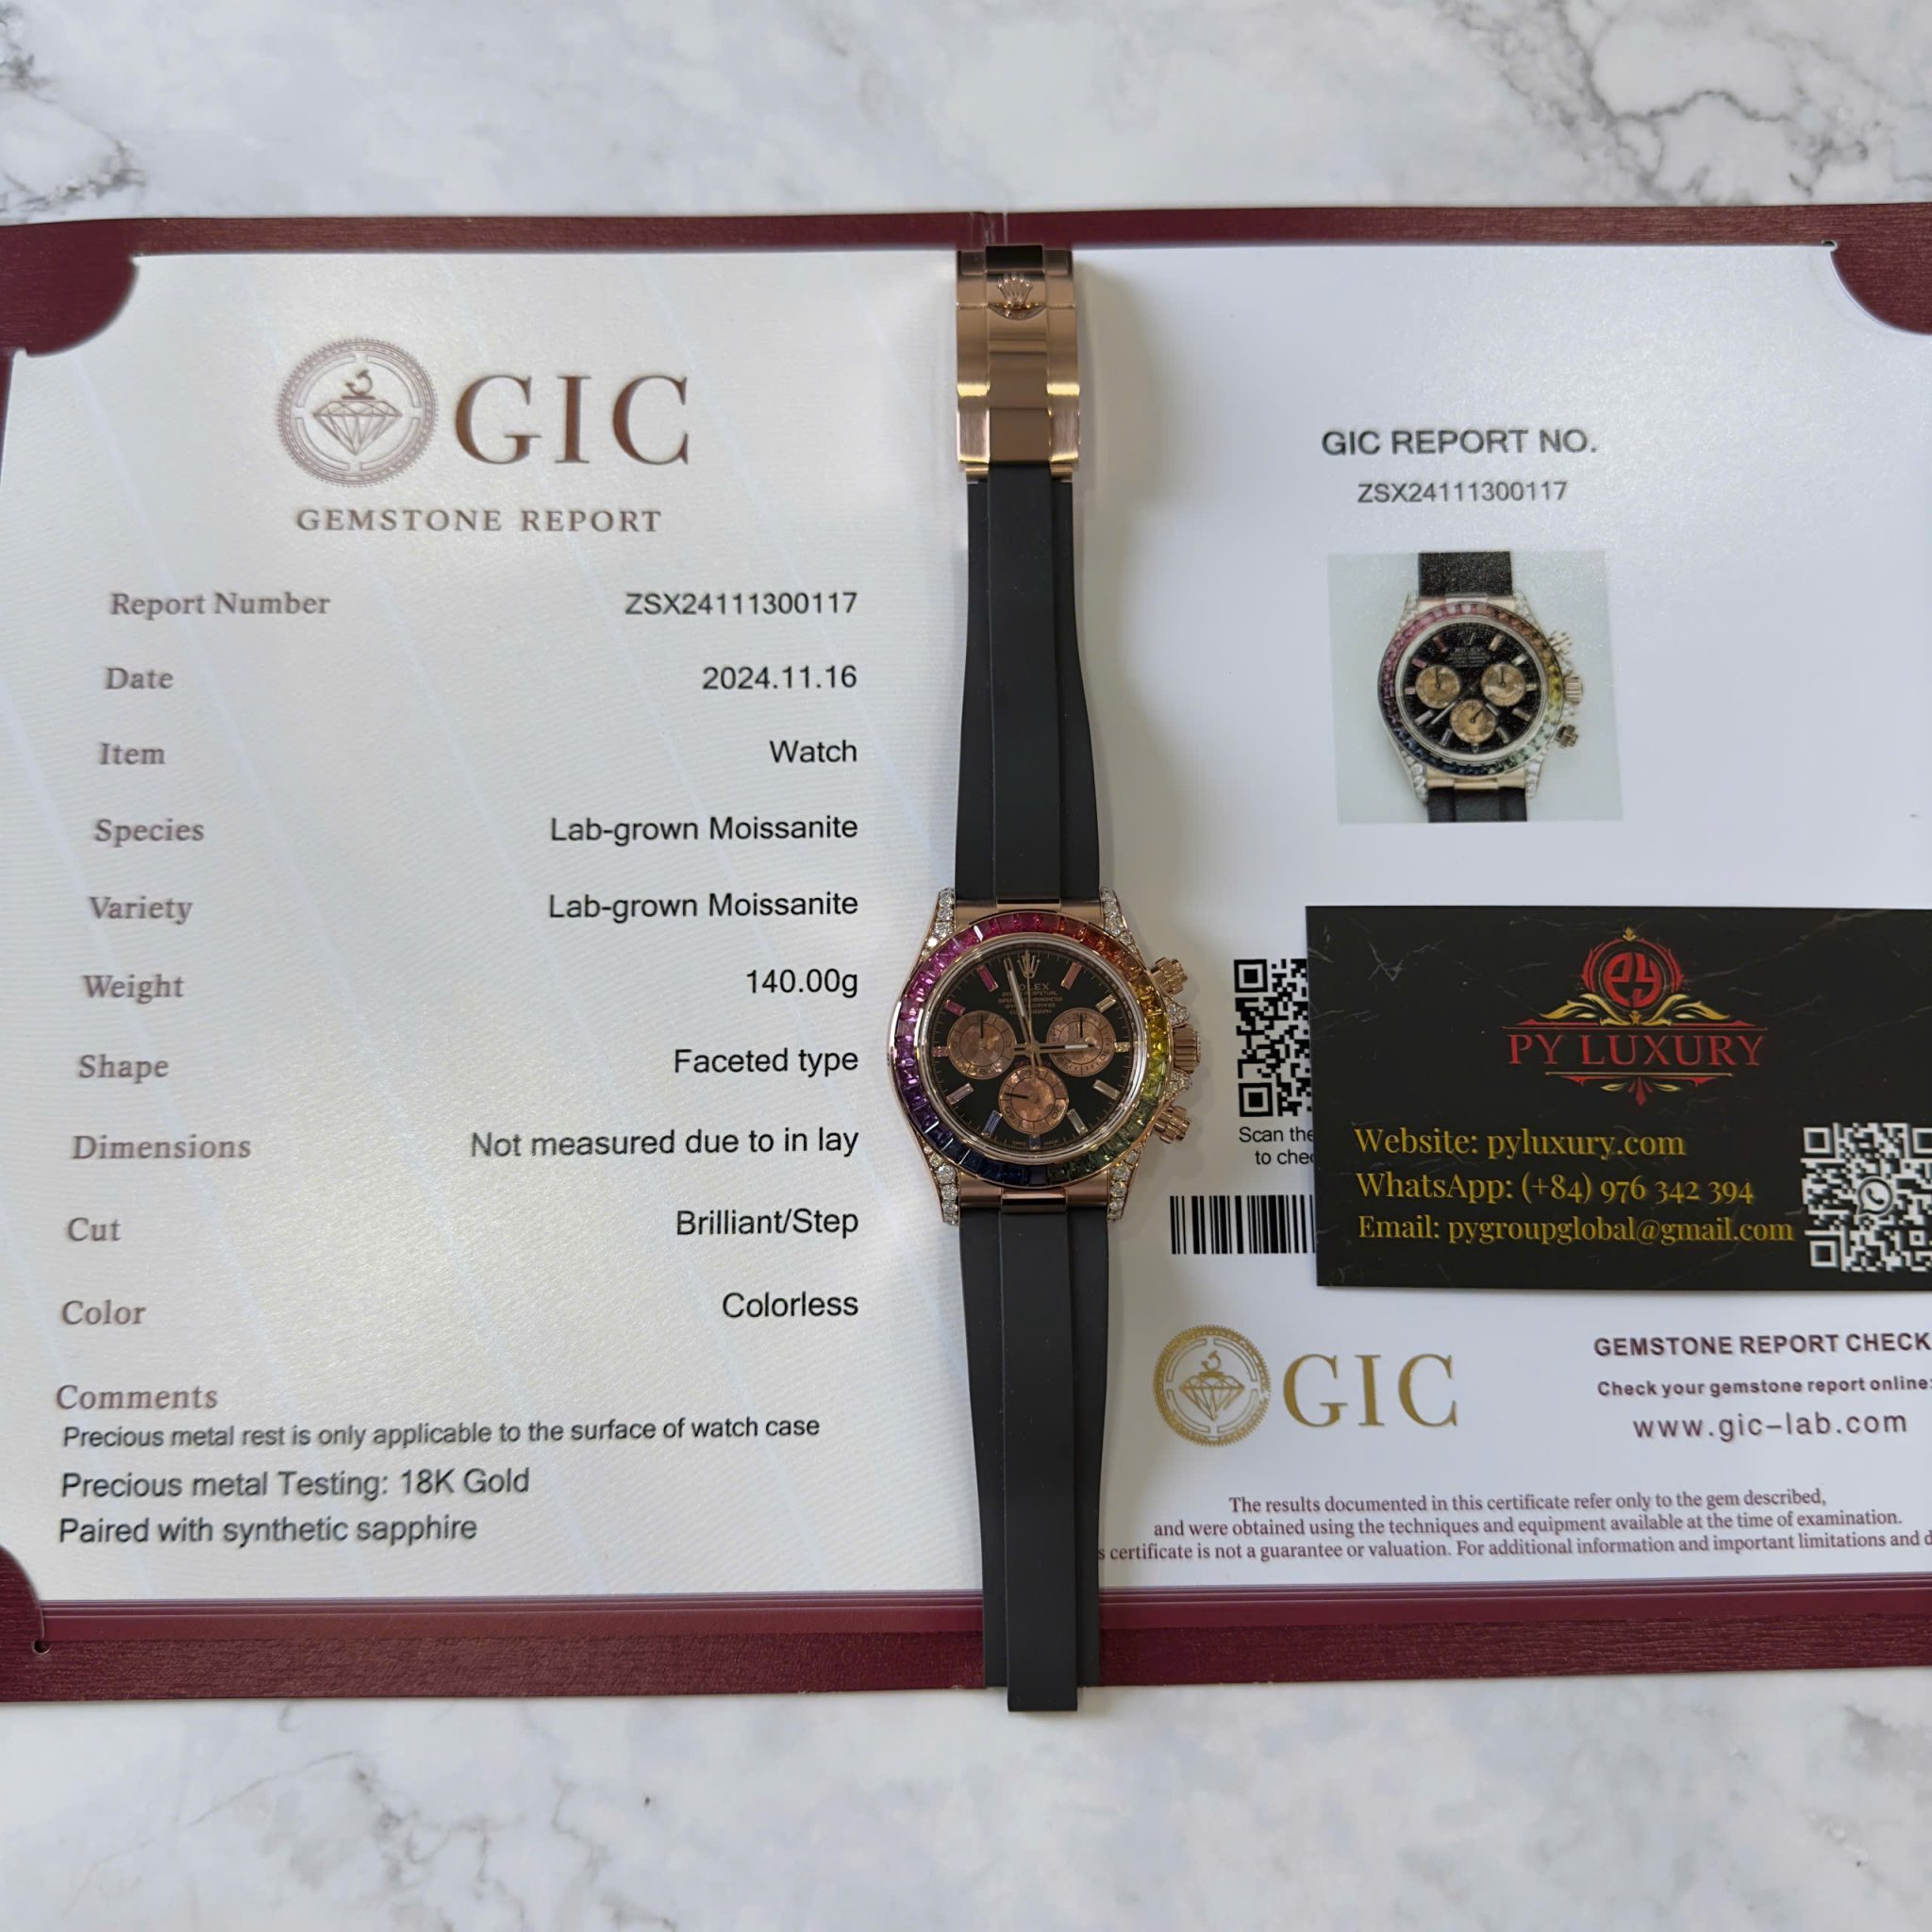 GIC
GEMSTONE REPORT
Report Number ZSX24111300117
Date 2024.11.16
Item Watch
Species Lab-grown Moissanite
Variety Lab-grown Moissanite
Weight 140.00g
Shape Faceted type
Dimensions Not measured due to in lay
Cut Brilliant/Step
Color Colorless
Comments
Precious metal rest is only applicable to the surface of watch case
Precious metal Testing: 18K Gold
Paired with synthetic sapphire
GIC REPORT NO.
ZSX24111300117
Scan the
to che
PY LUXURY
Website: pyluxury.com
WhatsApp: (+84) 976 342 394
Email: pygroupglobal@gmail.com
GIC
GEMSTONE REPORT CHECK
Check your gemstone report online:
www.gic-lab.com
The results documented in this certificate refer only to the gem described,
and were obtained using the techniques and equipment available at the time of examination.
s certificate is not a guarantee or valuation. For additional information and important limitations and d